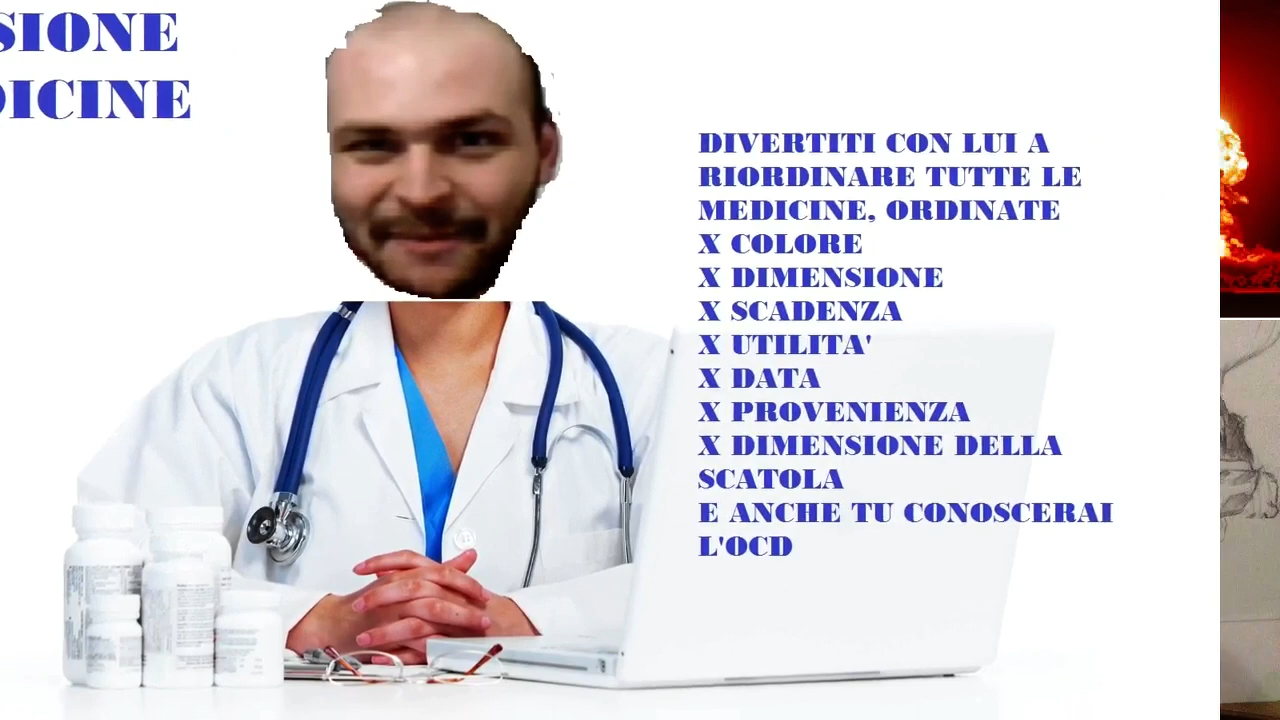 SIONE
DICINE
DIVERTITI CON LUI A
RIORDINARE TUTTE LE
MEDICINE, ORDINATE
X COLORE
X DIMENSIONE
X SCADENZA
X UTILITA'
X DATA
X PROVENIENZA
X DIMENSIONE DELLA
SCATOLA
E ANCHE TU CONOSCERAI
L'OCD